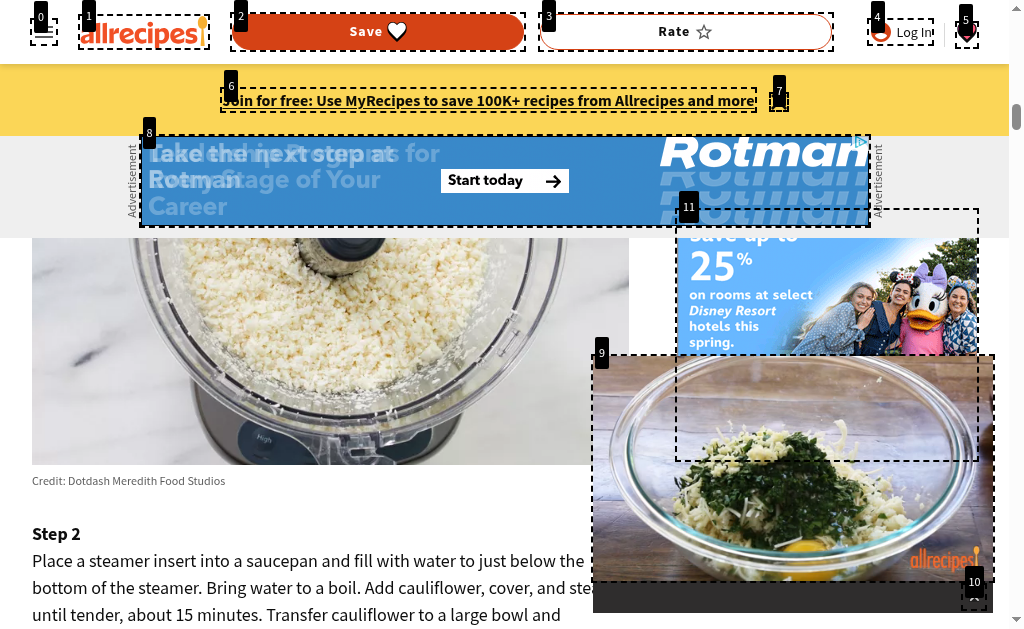 0
1
2
3
4
5
allrecipes
Save
Rate
Log In
6
7
Join for free: Use MyRecipes to save 100K+ recipes from Allrecipes and more
8
Advertisement
Take the next step at
Rotman
Career
Start today
Rotman
Rotman
Rotman
Advertisement
11
Save up to
25%
on rooms at select
Disney Resort
hotels this
spring.
9
High
allrecipes
10
Credit: Dotdash Meredith Food Studios
Step 2
Place a steamer insert into a saucepan and fill with water to just below the
bottom of the steamer. Bring water to a boil. Add cauliflower, cover, and
until tender, about 15 minutes. Transfer cauliflower to a large bowl and